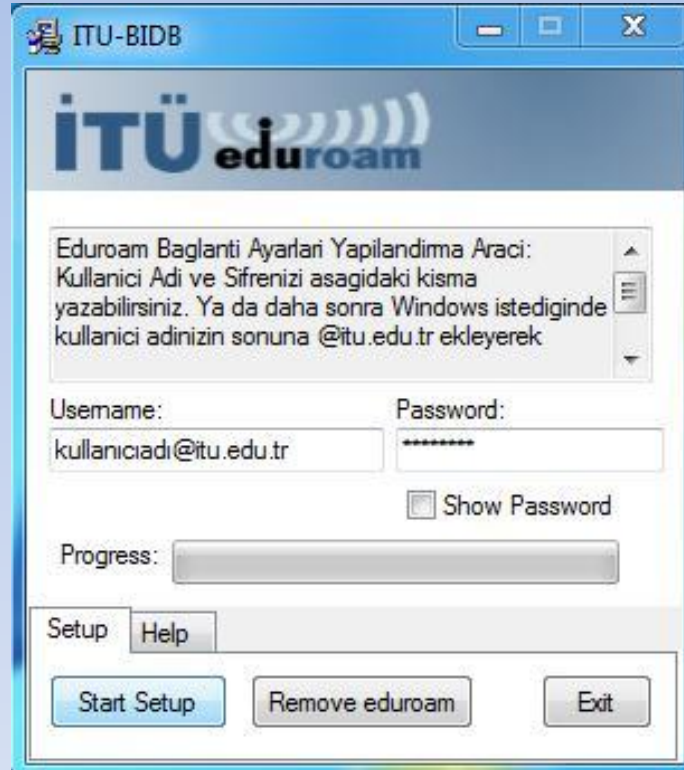 ITU-BIDB
İTÜ eduroam
Eduroam Baglanti Ayarlari Yapilandirma Araci:
Kullanici Adi ve Sifrenizi asagidaki kisma
yazabilirsiniz. Ya da daha sonra Windows istediginde
kullanici adinizin sonuna @itu.edu.tr ekleyerek
Username: Password:
kullanıcıadı@itu.edu.tr ********
Show Password
Progress:
Setup Help
Start Setup Remove eduroam Exit